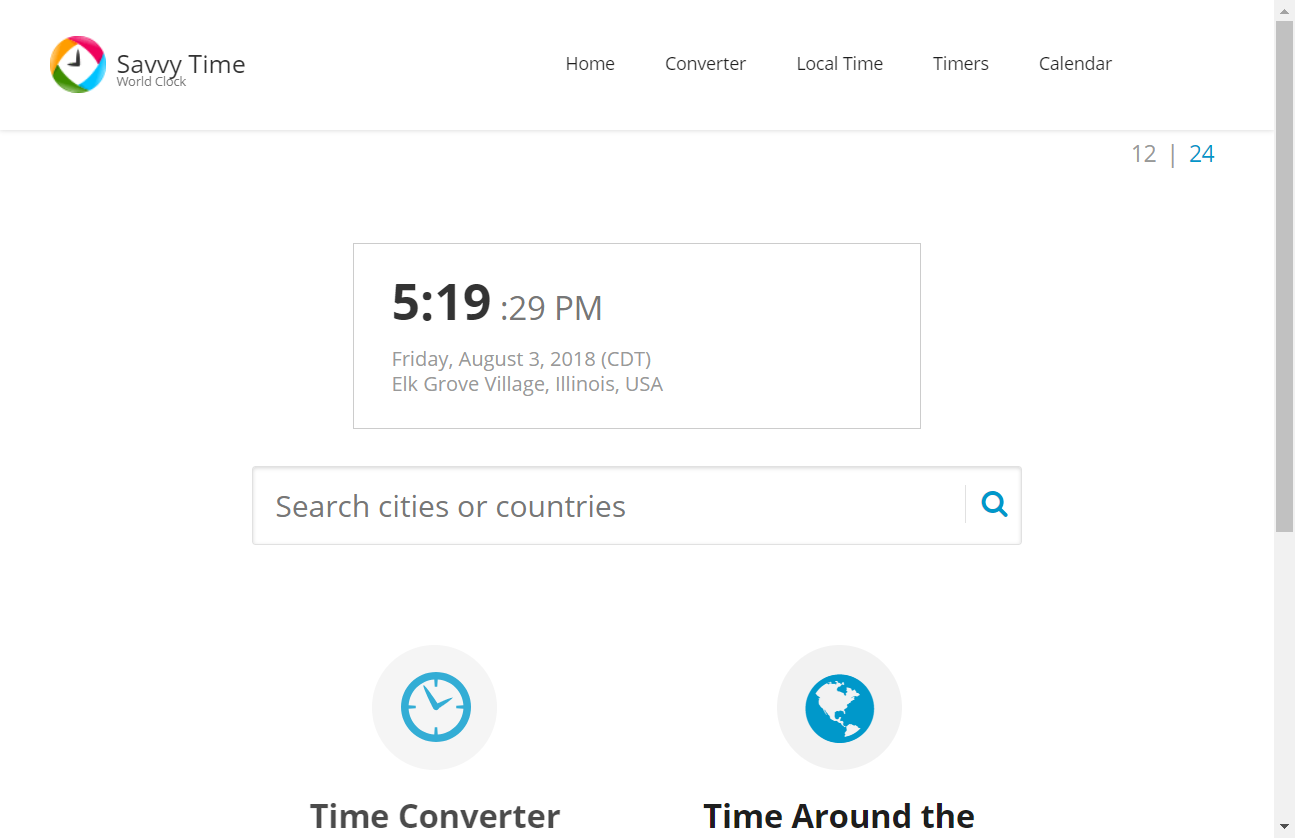 Savvy Time
World Clock
Home Converter Local Time Timers Calendar
12 | 24
5:19 :29 PM
Friday, August 3, 2018 (CDT)
Elk Grove Village, Illinois, USA
Search cities or countries
Time Converter
Time Around the